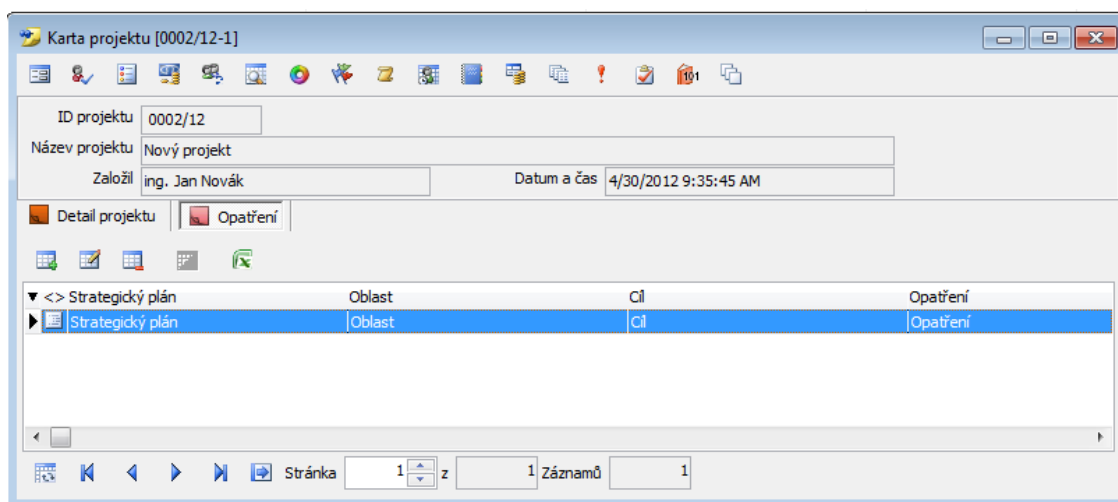 Karta projektu [0002/12-1]
ID projektu 0002/12
Název projektu Nový projekt
Založil ing. Jan Novák Datum a čas 4/30/2012 9:35:45 AM
Detail projektu Opatření
<> Strategický plán Oblast Cíl Opatření
Strategický plán Oblast Cíl Opatření
Stránka 1 z 1 Záznamů 1